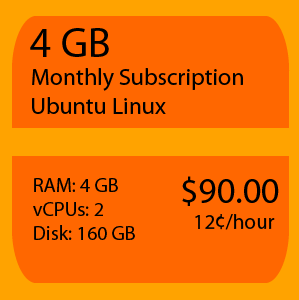 4 GB
Monthly Subscription
Ubuntu Linux
RAM: 4 GB
vCPUs: 2
Disk: 160 GB
$90.00
12¢/hour